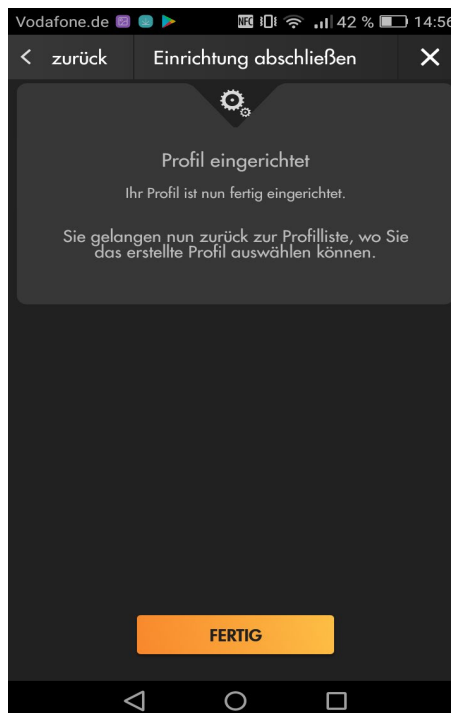 Vodafone.de NFC 42 % 14:56
zurück Einrichtung abschließen
Profil eingerichtet
Ihr Profil ist nun fertig eingerichtet.
Sie gelangen nun zurück zur Profilliste, wo Sie
das erstellte Profil auswählen können.
FERTIG